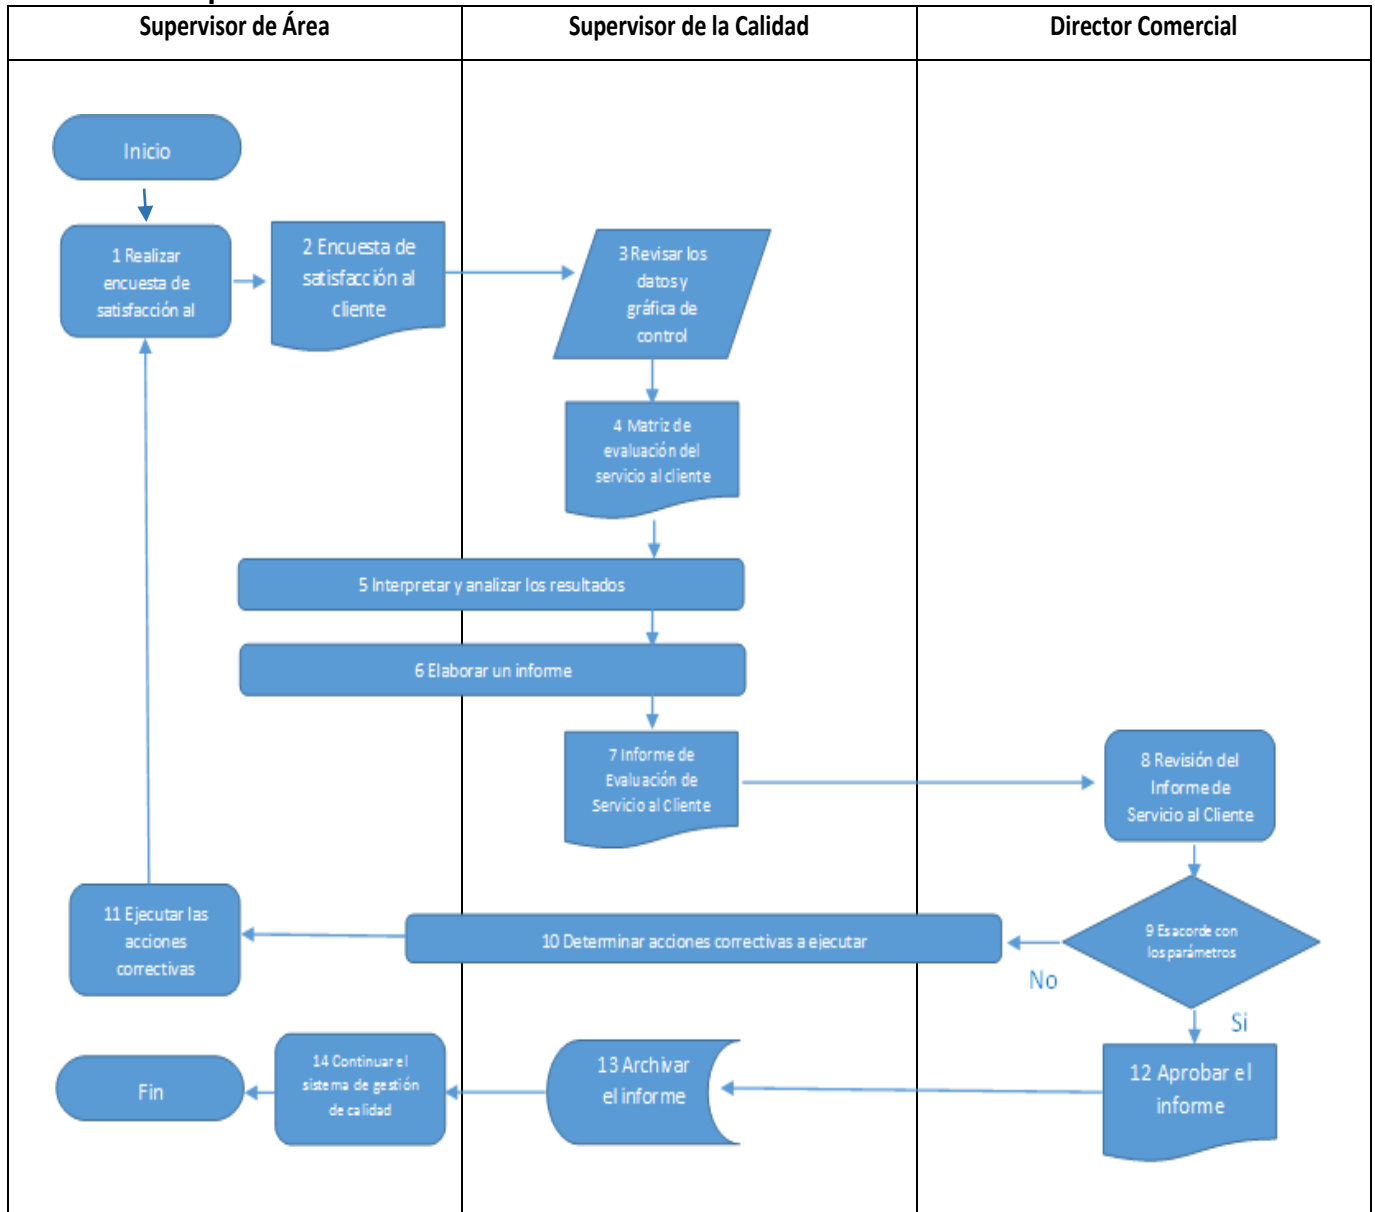 Supervisor de Área
Supervisor de la Calidad
Director Comercial
Inicio
1 Realizar
encuesta de
satisfacción al
2 Encuesta de
satisfacción al
cliente
3 Revisar los
datos y
gráfica de
control
4 Matriz de
evaluación del
servicio al cliente
5 Interpretar y analizar los resultados
6 Elaborar un informe
7 Informe de
Evaluación de
Servicio al Cliente
8 Revisión del
Informe de
Servicio al Cliente
9 Es acorde con
los parámetros
No
Si
10 Determinar acciones correctivas a ejecutar
11 Ejecutar las
acciones
correctivas
12 Aprobar el
informe
13 Archivar
el informe
14 Continuar el
sistema de gestión
de calidad
Fin